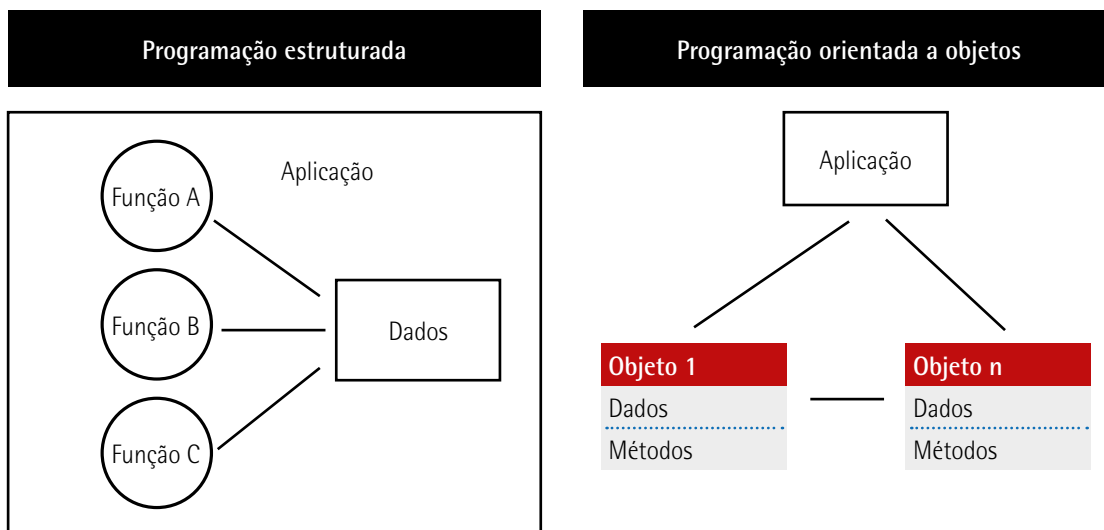 Programação estruturada
Aplicação
Função A
Função B
Função C
Dados
Programação orientada a objetos
Aplicação
Objeto 1
Dados
Métodos
Objeto n
Dados
Métodos